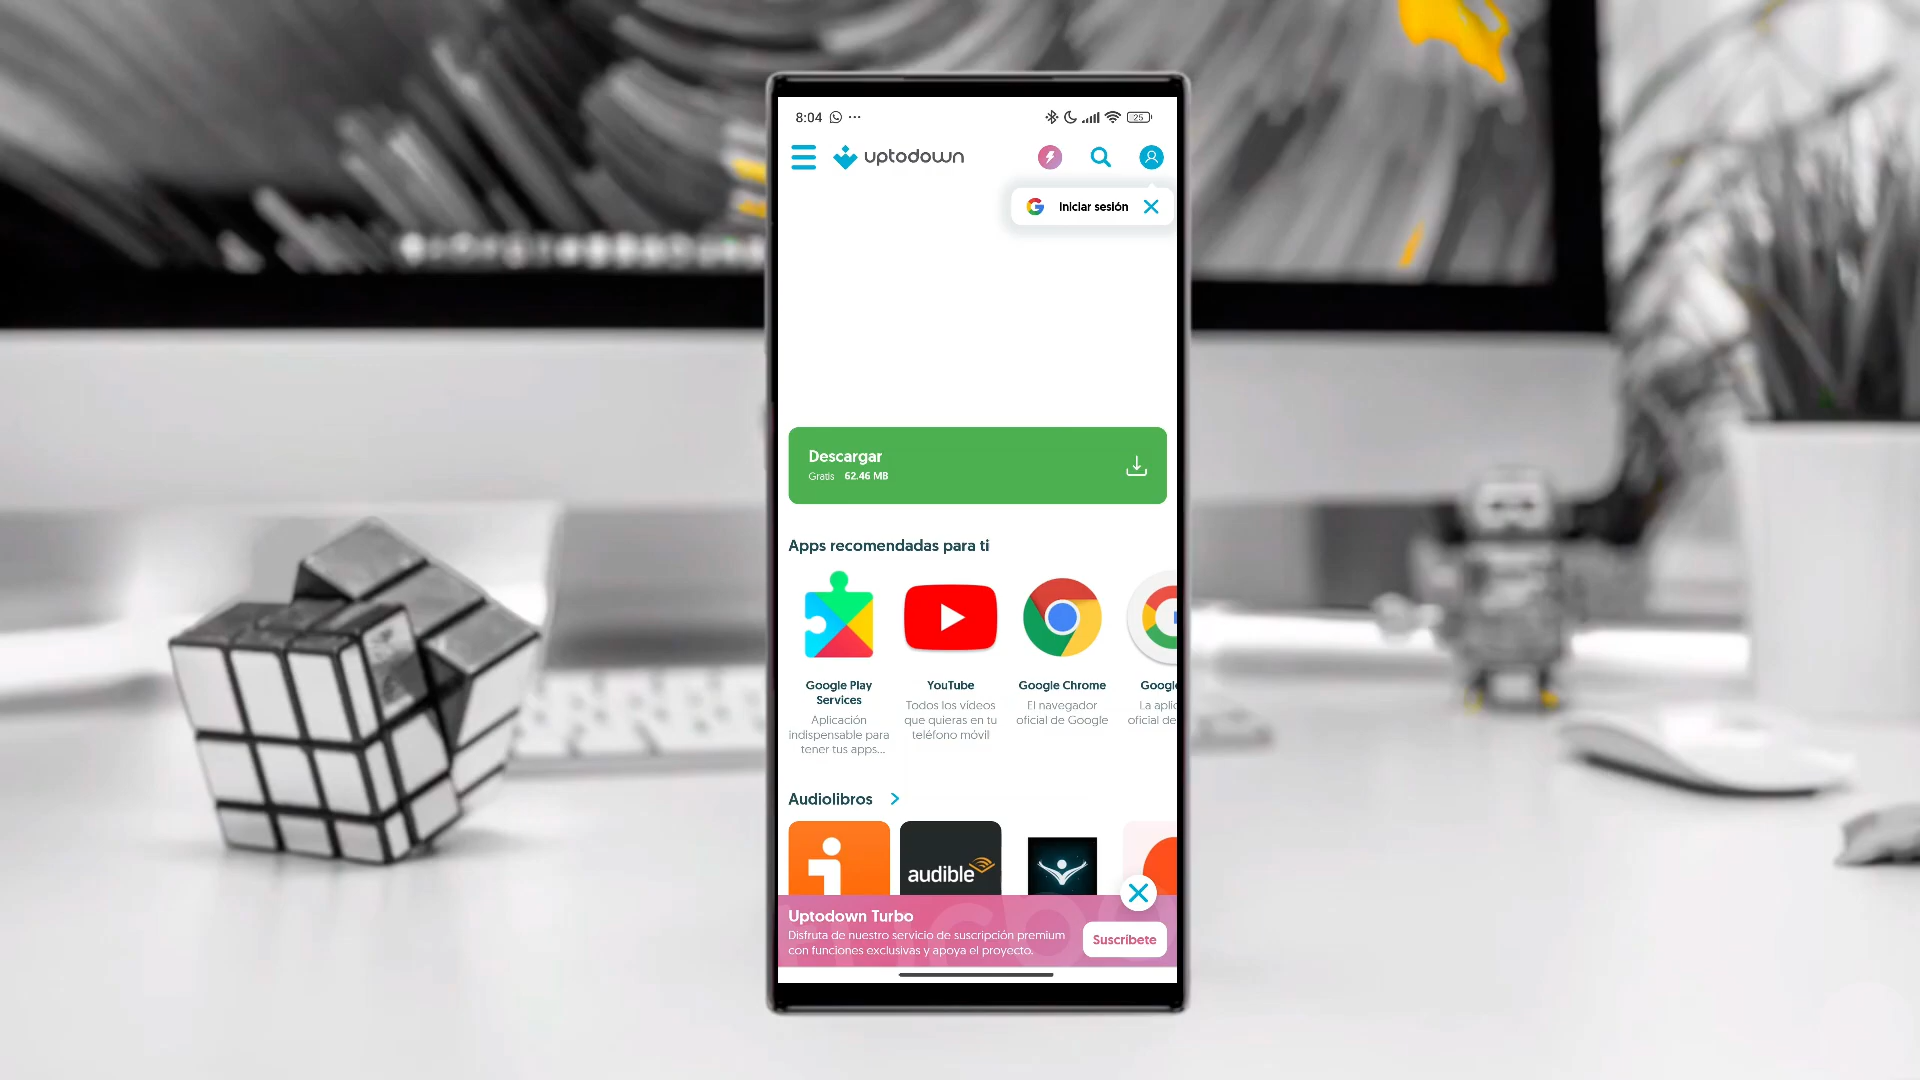 8:04
25
uptodown
Iniciar sesión
Descargar
Gratis 62.46 MB
Apps recomendadas para ti
Google Play Services
Aplicación indispensable para tener tus apps...
YouTube
Todos los vídeos que quieras en tu teléfono móvil
Google Chrome
El navegador oficial de Google
Googl
La aplic
oficial de
Audiolibros
audible
Uptodown Turbo
Disfruta de nuestro servicio de suscripción premium
con funciones exclusivas y apoya el proyecto.
Suscríbete